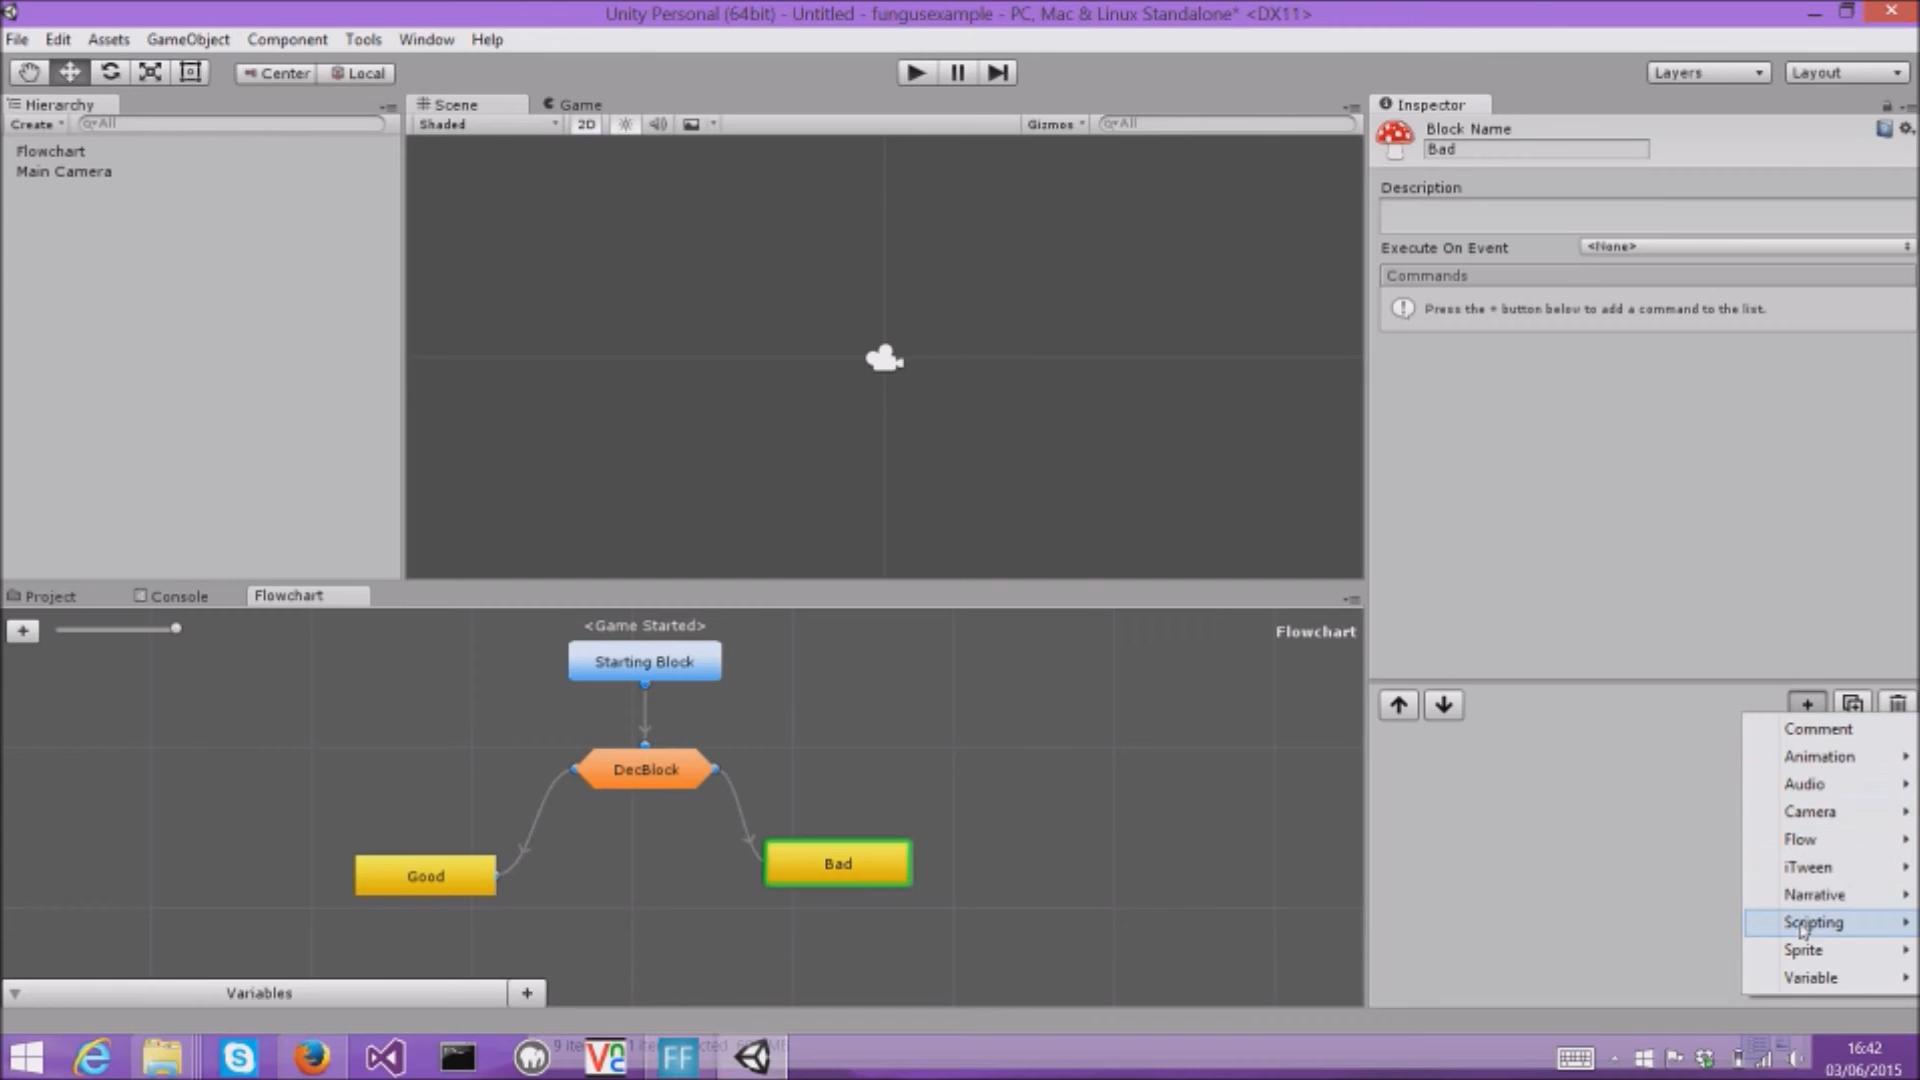 Unity Personal (64bit) - Untitled - fungusexample - PC, Mac & Linux Standalone* <DX11>
File Edit Assets GameObject Component Tools Window Help
Center Local
Layers Layout
Hierarchy
Create All
Flowchart
Main Camera
Scene Game
Shaded 2D Gizmos All
Inspector
Block Name
Bad
Description
Execute On Event <None>
Commands
Press the + button below to add a command to the list.
Project Console Flowchart
<Game Started>
Flowchart
Starting Block
DecBlock
Good
Bad
Variables
+
Comment
Animation
Audio
Camera
Flow
iTween
Narrative
Scripting
Sprite
Variable
FF
16:42
03/06/2015